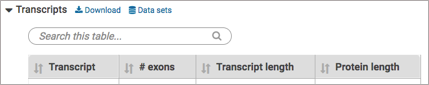 Transcripts Download Data sets
Search this table...
Transcript # exons Transcript length Protein length